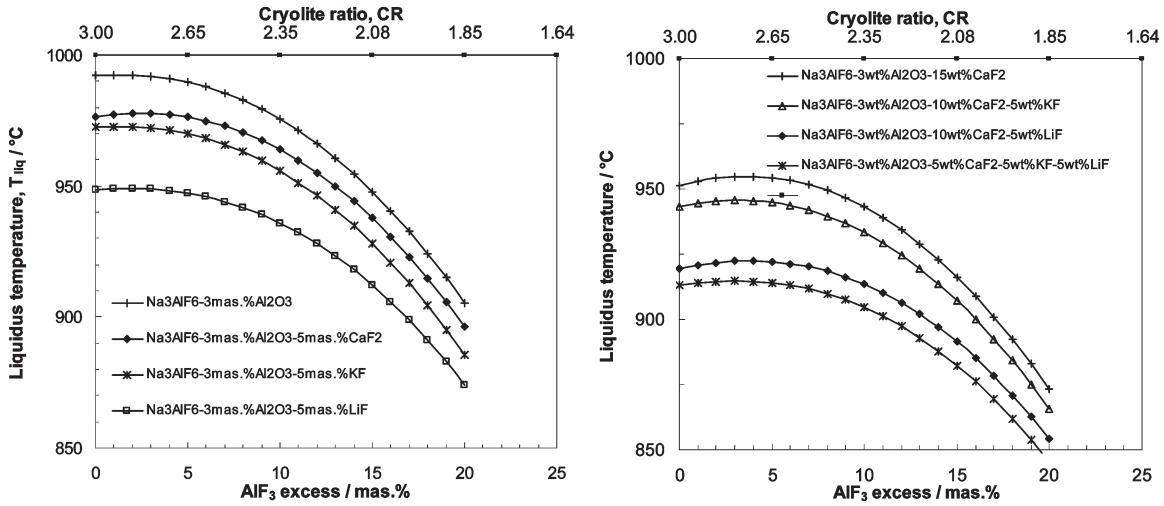 Cryolite ratio, CR
3.00 2.65 2.35 2.08 1.85 1.64
1000
950
900
850
Liquidus temperature, Tliq / °C
Na3AlF6-3mas.%Al2O3
Na3AlF6-3mas.%Al2O3-5mas.%CaF2
Na3AlF6-3mas.%Al2O3-5mas.%KF
Na3AlF6-3mas.%Al2O3-5mas.%LiF
0 5 10 15 20 25
AlF3 excess / mas.%
Cryolite ratio, CR
3.00 2.65 2.35 2.08 1.85 1.64
1000
950
900
850
Liquidus temperature / °C
Na3AlF6-3wt%Al2O3-15wt%CaF2
Na3AlF6-3wt%Al2O3-10wt%CaF2-5wt%KF
Na3AlF6-3wt%Al2O3-10wt%CaF2-5wt%LiF
Na3AlF6-3wt%Al2O3-5wt%CaF2-5wt%KF-5wt%LiF
0 5 10 15 20 25
AlF3 excess / mas.%